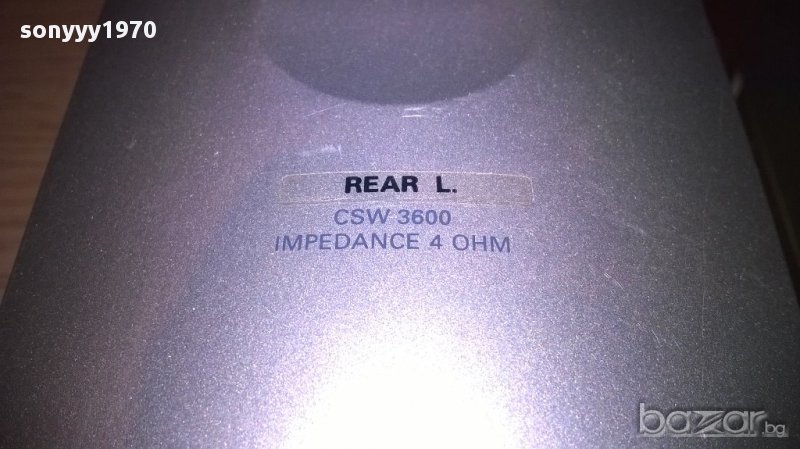 sonyyy1970
REAR L.
CSW 3600
IMPEDANCE 4 OHM
bazar.bg